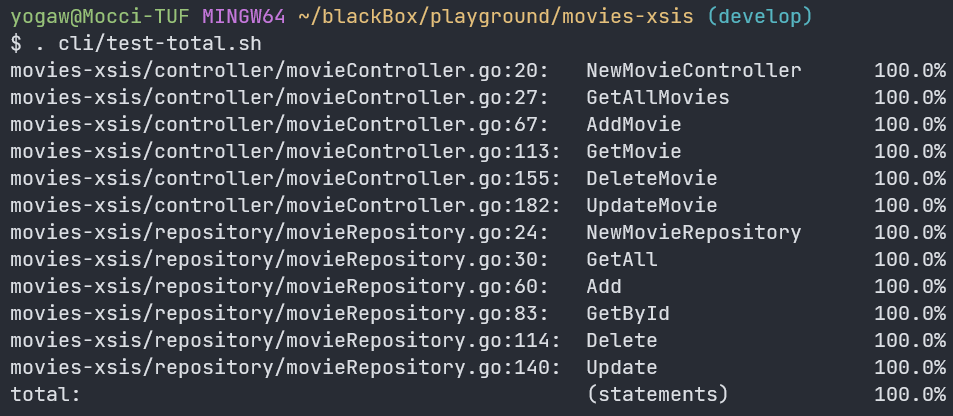 yogaw@Mocci-TUF MINGW64 ~/blackBox/playground/movies-xsis (develop)
$ . cli/test-total.sh
movies-xsis/controller/movieController.go:20: NewMovieController 100.0%
movies-xsis/controller/movieController.go:27: GetAllMovies 100.0%
movies-xsis/controller/movieController.go:67: AddMovie 100.0%
movies-xsis/controller/movieController.go:113: GetMovie 100.0%
movies-xsis/controller/movieController.go:155: DeleteMovie 100.0%
movies-xsis/controller/movieController.go:182: UpdateMovie 100.0%
movies-xsis/repository/movieRepository.go:24: NewMovieRepository 100.0%
movies-xsis/repository/movieRepository.go:30: GetAll 100.0%
movies-xsis/repository/movieRepository.go:60: Add 100.0%
movies-xsis/repository/movieRepository.go:83: GetById 100.0%
movies-xsis/repository/movieRepository.go:114: Delete 100.0%
movies-xsis/repository/movieRepository.go:140: Update 100.0%
total: (statements) 100.0%